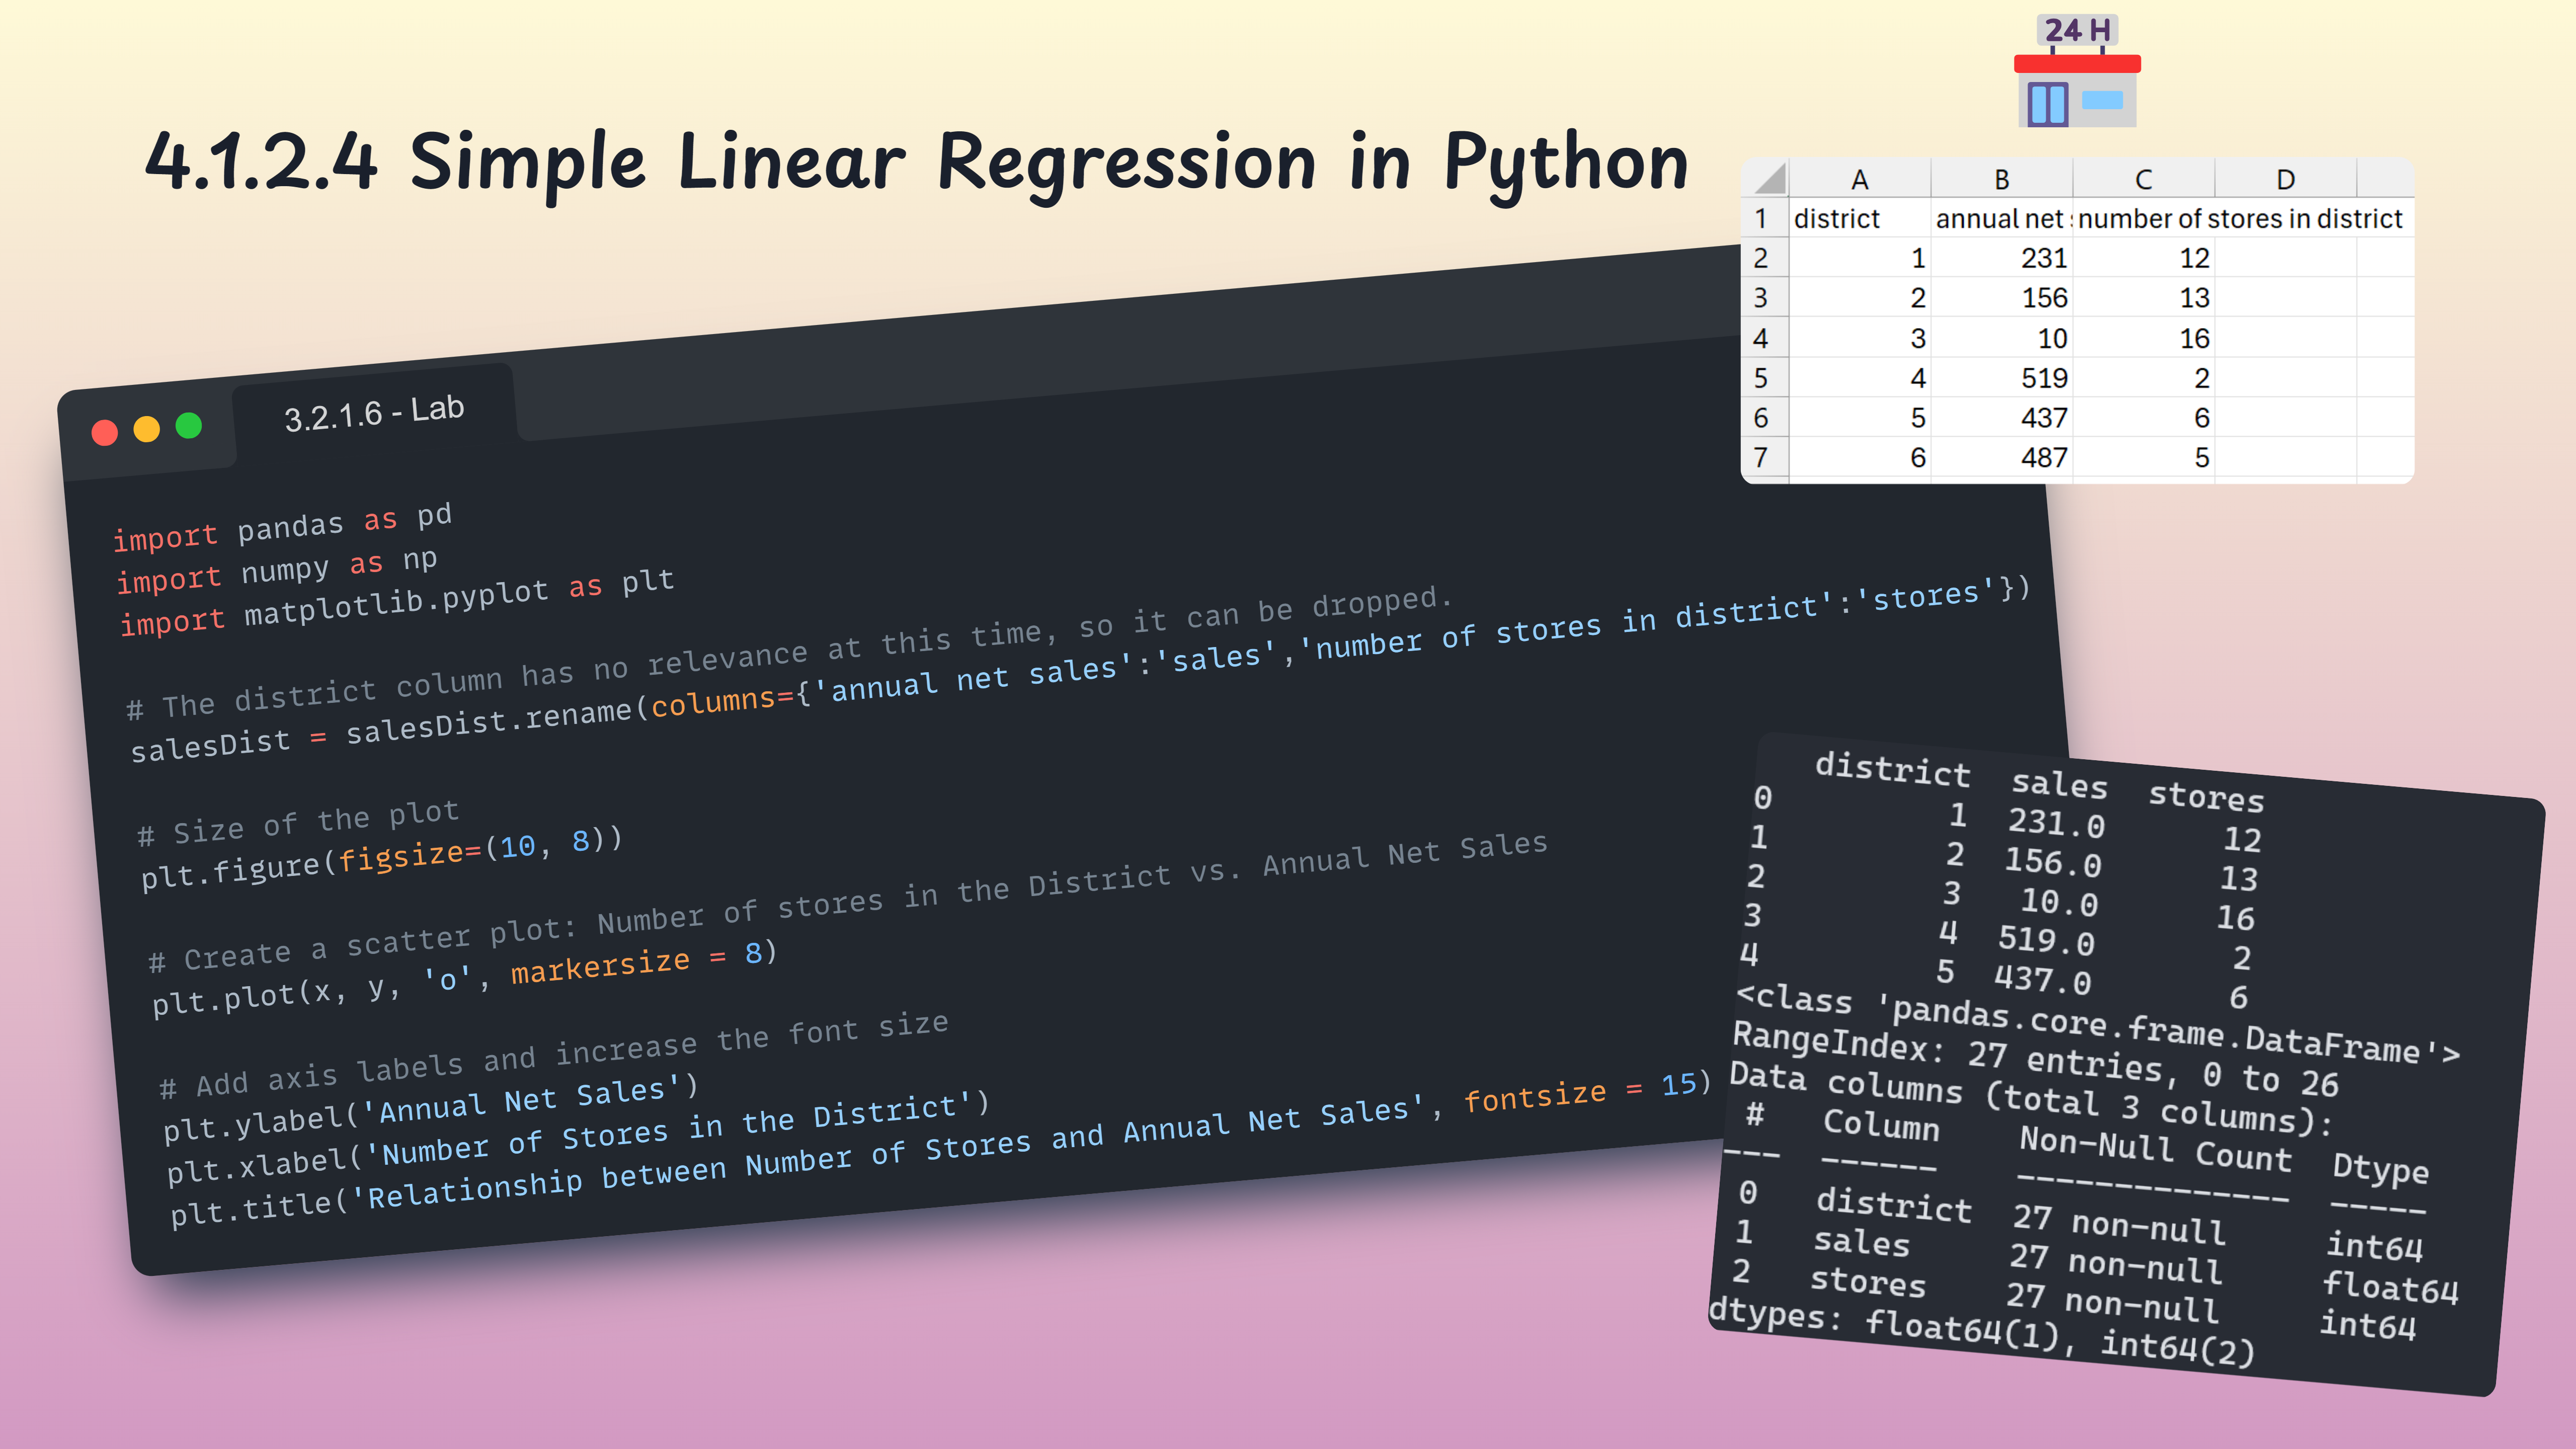 24 H
4.1.2.4 Simple Linear Regression in Python
A B C D
1 district annual net number of stores in district
2 1 231 12
3 2 156 13
4 3 10 16
5 4 519 2
6 5 437 6
7 6 487 5
3.2.1.6 - Lab
import pandas as pd
import numpy as np
import matplotlib.pyplot as plt
# The district column has no relevance at this time, so it can be dropped.
salesDist = salesDist.rename(columns={'annual net sales':'sales','number of stores in district':'stores'})
# Size of the plot
plt.figure(figsize=(10, 8))
# Create a scatter plot: Number of stores in the District vs. Annual Net Sales
plt.plot(x, y, 'o', markersize = 8)
# Add axis labels and increase the font size
plt.ylabel('Annual Net Sales')
plt.xlabel('Number of Stores in the District')
plt.title('Relationship between Number of Stores and Annual Net Sales', fontsize = 15)
district sales stores
0 1 231.0 12
1 2 156.0 13
2 3 10.0 16
3 4 519.0 2
4 5 437.0 6
<class 'pandas.core.frame.DataFrame'>
RangeIndex: 27 entries, 0 to 26
Data columns (total 3 columns):
# Column Non-Null Count Dtype
--- ------ -------------- -----
0 district 27 non-null int64
1 sales 27 non-null float64
2 stores 27 non-null int64
dtypes: float64(1), int64(2)